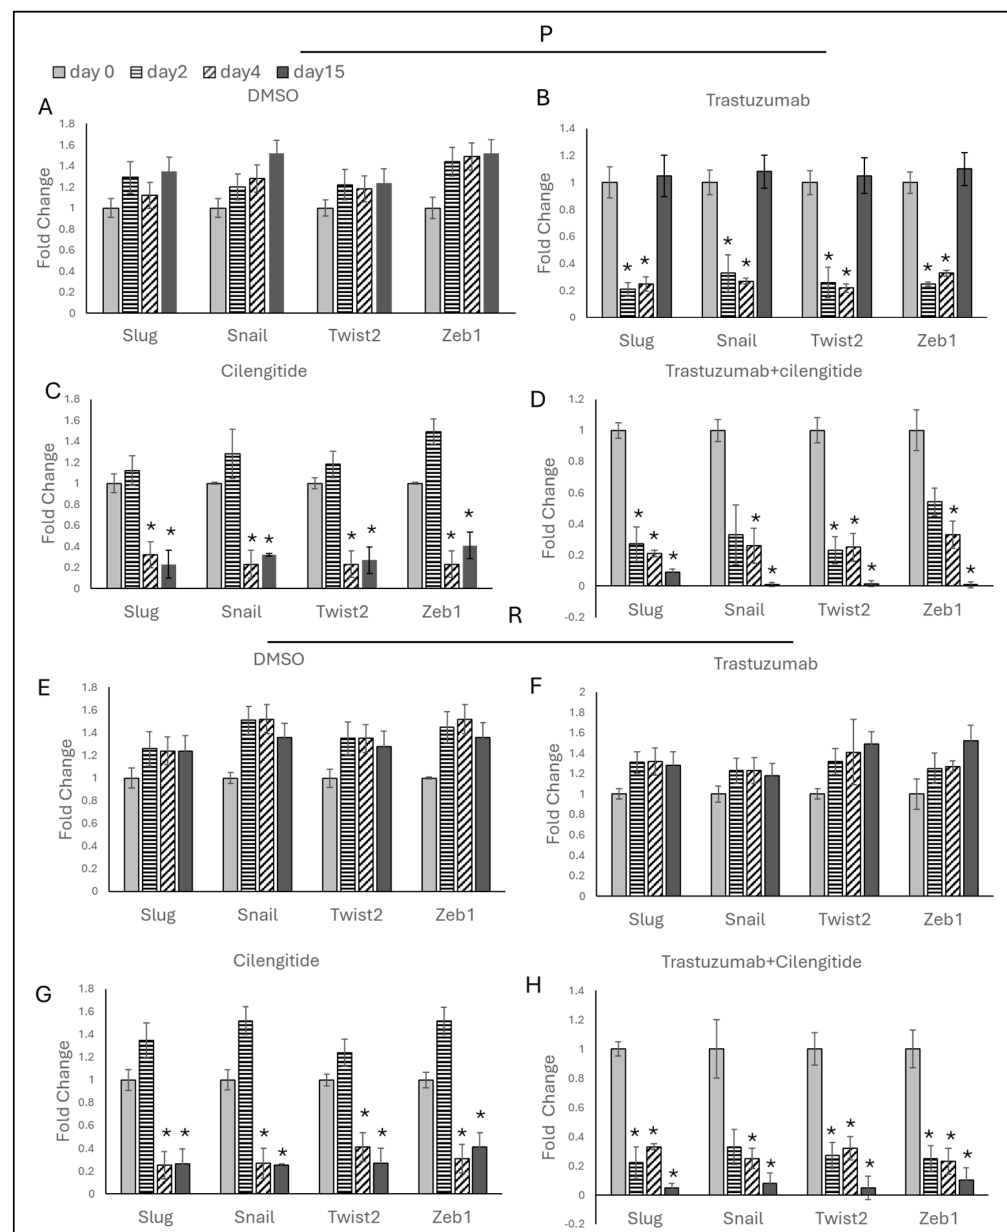 P
day 0 day2 day4 day15
A DMSO
Fold Change
1.8
1.6
1.4
1.2
1
0.8
0.6
0.4
0.2
0
* * * * * * * *
Slug Snail Twist2 Zeb1
B Trastuzumab
Fold Change
1.4
1.2
1
0.8
0.6
0.4
0.2
0
Slug Snail Twist2 Zeb1
C Cilengitide
Fold Change
1.8
1.6
1.4
1.2
1
0.8
0.6
0.4
0.2
0
* * * * * * * *
Slug Snail Twist2 Zeb1
D Trastuzumab+cilengitide
Fold Change
1.2
1
0.8
0.6
0.4
0.2
0
-0.2
* * * * * * * * * *
Slug Snail Twist2 Zeb1
R
E DMSO
Fold Change
1.8
1.6
1.4
1.2
1
0.8
0.6
0.4
0.2
0
Slug Snail Twist2 Zeb1
F Trastuzumab
Fold Change
2
1.8
1.6
1.4
1.2
1
0.8
0.6
0.4
0.2
0
Slug Snail Twist2 Zeb1
G Cilengitide
Fold Change
1.8
1.6
1.4
1.2
1
0.8
0.6
0.4
0.2
0
* * * * * * * *
Slug Snail Twist2 Zeb1
H Trastuzumab+Cilengitide
Fold Change
1.4
1.2
1
0.8
0.6
0.4
0.2
0
-0.2
* * * * * * * * * * *
Slug Snail Twist2 Zeb1